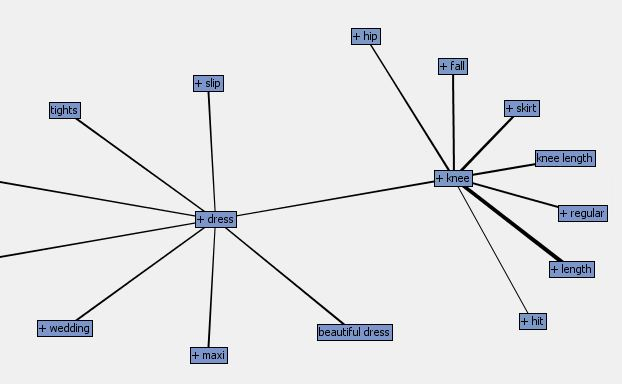 + hip
+ fall
+ slip
tights
+ skirt
knee length
+ knee
+ regular
+ dress
+ length
+ hit
+ wedding
beautiful dress
+ maxi